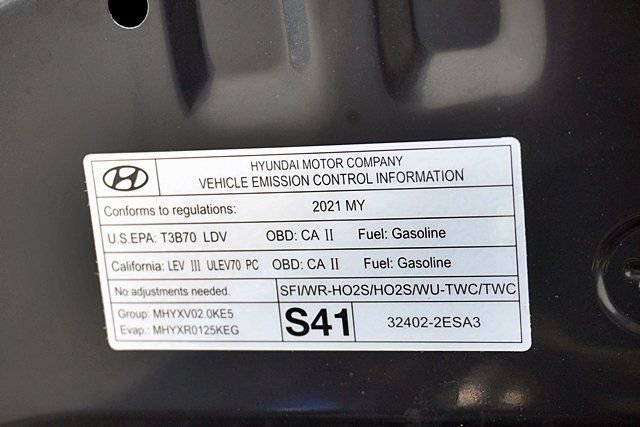 HYUNDAI MOTOR COMPANY
VEHICLE EMISSION CONTROL INFORMATION
Conforms to regulations: 2021 MY
U.S.EPA: T3B70 LDV OBD: CA II Fuel: Gasoline
California: LEV III ULEV70 PC OBD: CA II Fuel: Gasoline
No adjustments needed. SFI/WR-HO2S/HO2S/WU-TWC/TWC
Group: MHYXV02.0KE5
Evap.: MHYXR0125KEG
S41
32402-2ESA3